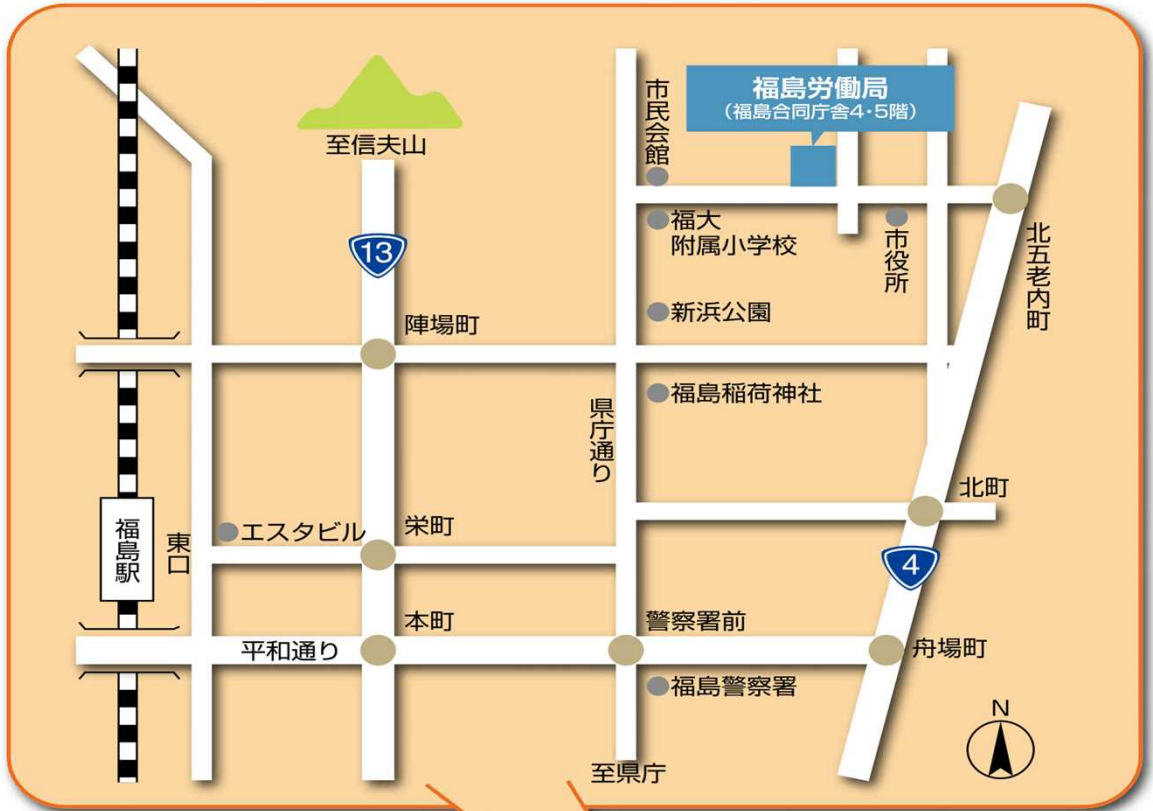 福島労働局
（福島合同庁舎4・5階）
市民会館
至信夫山
13
福大
附属小学校
市役所
北五老内町
新浜公園
陣場町
福島稲荷神社
県庁通り
北町
エスタビル
栄町
福島駅
東口
4
本町
警察署前
平和通り
舟場町
福島警察署
N
至県庁